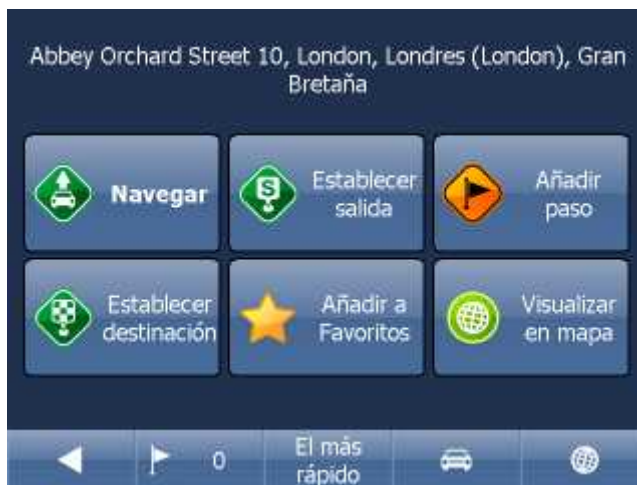 Abbey Orchard Street 10, London, Londres (London), Gran
Bretaña
Navegar
Establecer
salida
Añadir
paso
Establecer
destinación
Añadir a
Favoritos
Visualizar
en mapa
0
El más
rápido